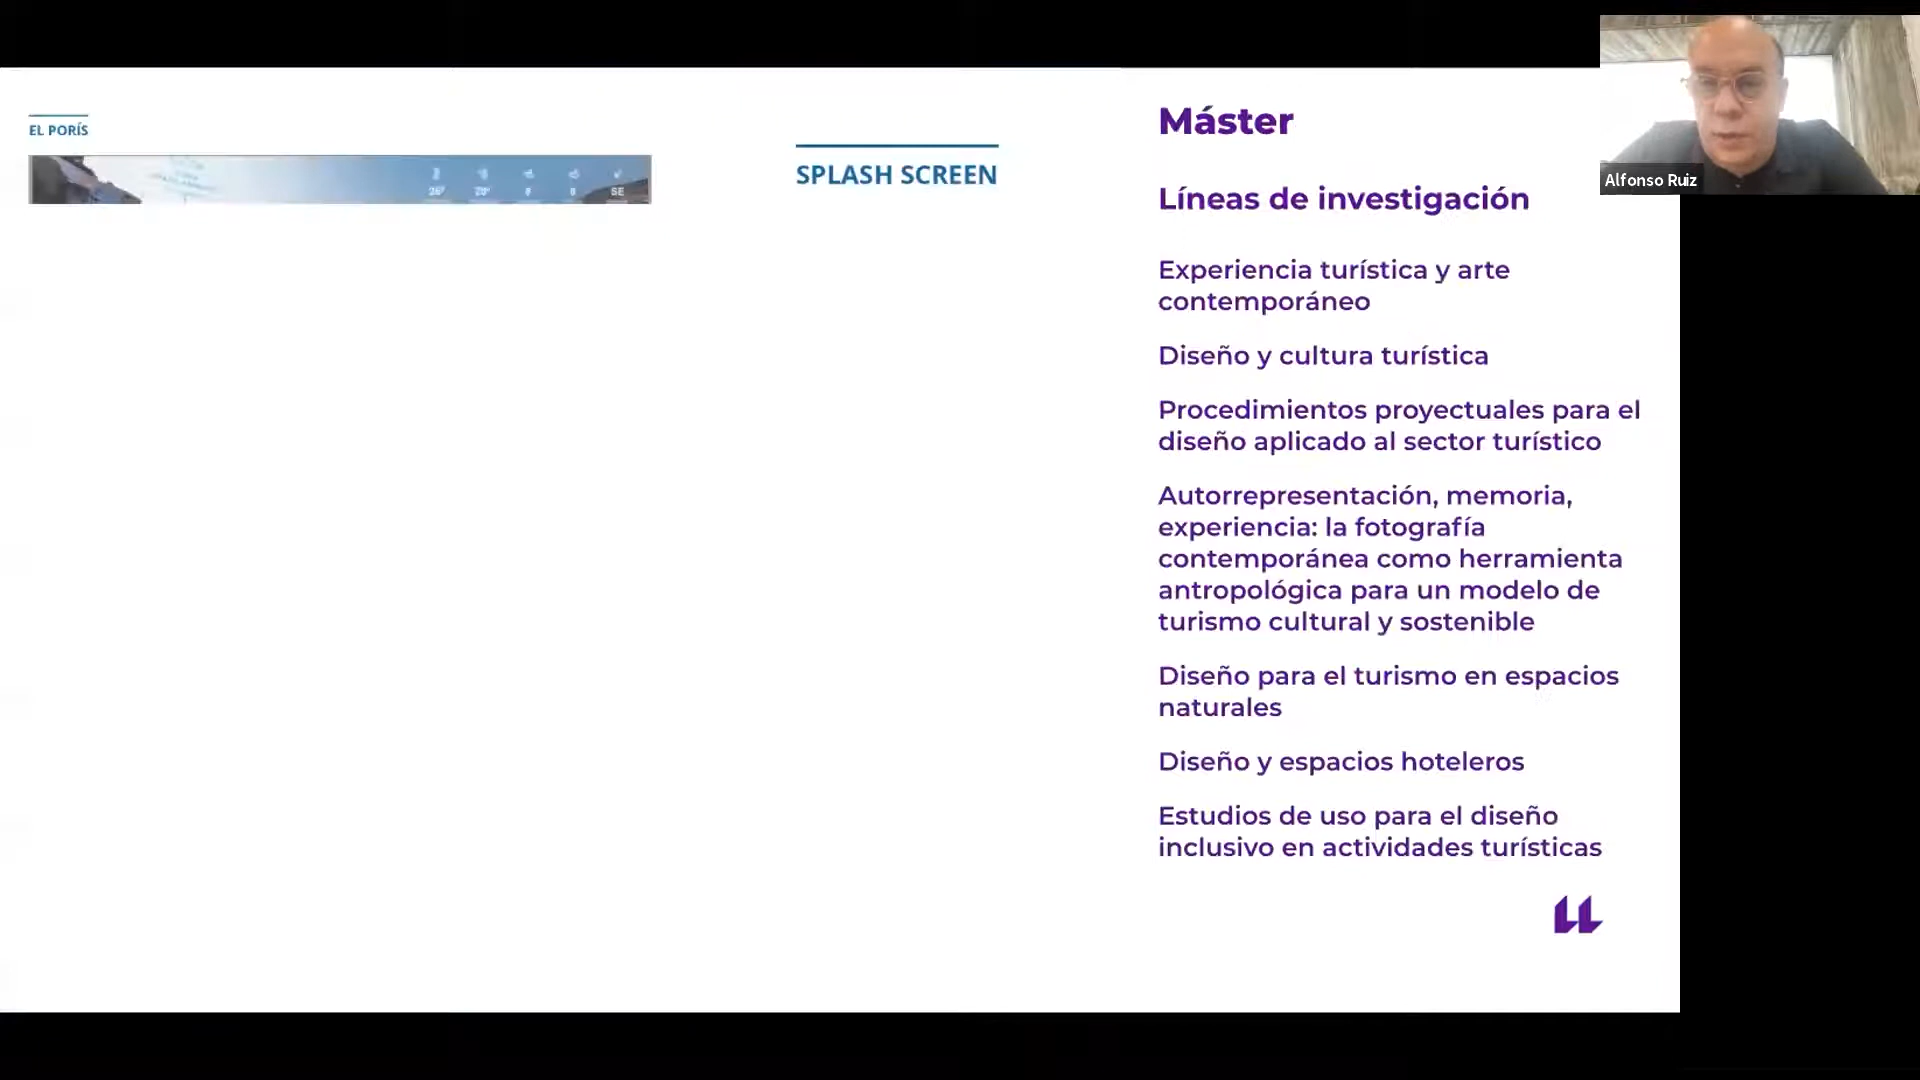 EL PORÍS
26º
20º
SE
SPLASH SCREEN
Máster
Líneas de investigación
Experiencia turística y arte
contemporáneo
Diseño y cultura turística
Procedimientos proyectuales para el
diseño aplicado al sector turístico
Autorrepresentación, memoria,
experiencia: la fotografía
contemporánea como herramienta
antropológica para un modelo de
turismo cultural y sostenible
Diseño para el turismo en espacios
naturales
Diseño y espacios hoteleros
Estudios de uso para el diseño
inclusivo en actividades turísticas
Alfonso Ruiz